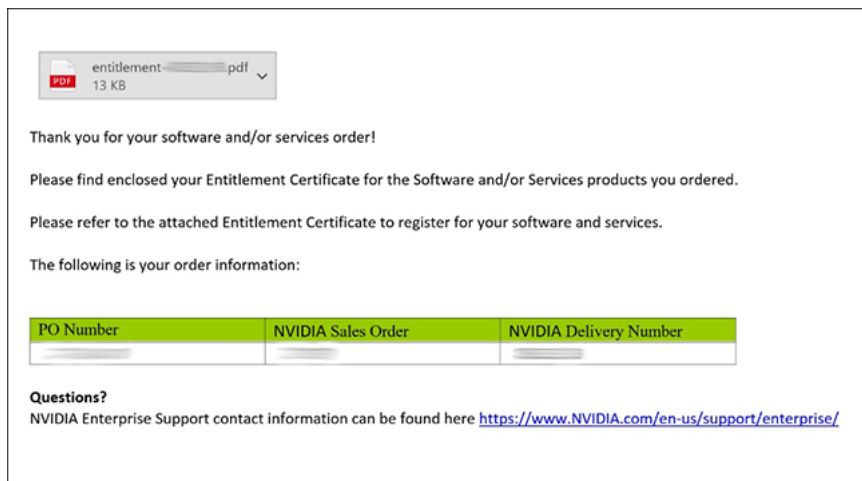 entitlement- .pdf
PDF
13 KB
Thank you for your software and/or services order!
Please find enclosed your Entitlement Certificate for the Software and/or Services products you ordered.
Please refer to the attached Entitlement Certificate to register for your software and services.
The following is your order information:
PO Number NVIDIA Sales Order NVIDIA Delivery Number
Questions?
NVIDIA Enterprise Support contact information can be found here https://www.NVIDIA.com/en-us/support/enterprise/